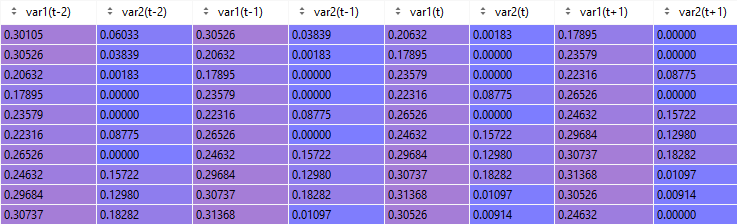 var1(t-2) var2(t-2) var1(t-1) var2(t-1) var1(t) var2(t) var1(t+1) var2(t+1)
0.30105 0.06033 0.30526 0.03839 0.20632 0.00183 0.17895 0.00000
0.30526 0.03839 0.20632 0.00183 0.17895 0.00000 0.23579 0.00000
0.20632 0.00183 0.17895 0.00000 0.23579 0.00000 0.22316 0.08775
0.17895 0.00000 0.23579 0.00000 0.22316 0.08775 0.26526 0.00000
0.23579 0.00000 0.22316 0.08775 0.26526 0.00000 0.24632 0.15722
0.22316 0.08775 0.26526 0.00000 0.24632 0.15722 0.29684 0.12980
0.26526 0.00000 0.24632 0.15722 0.29684 0.12980 0.30737 0.18282
0.24632 0.15722 0.29684 0.12980 0.30737 0.18282 0.31368 0.01097
0.29684 0.12980 0.30737 0.18282 0.31368 0.01097 0.30526 0.00914
0.30737 0.18282 0.31368 0.01097 0.30526 0.00914 0.24632 0.00000